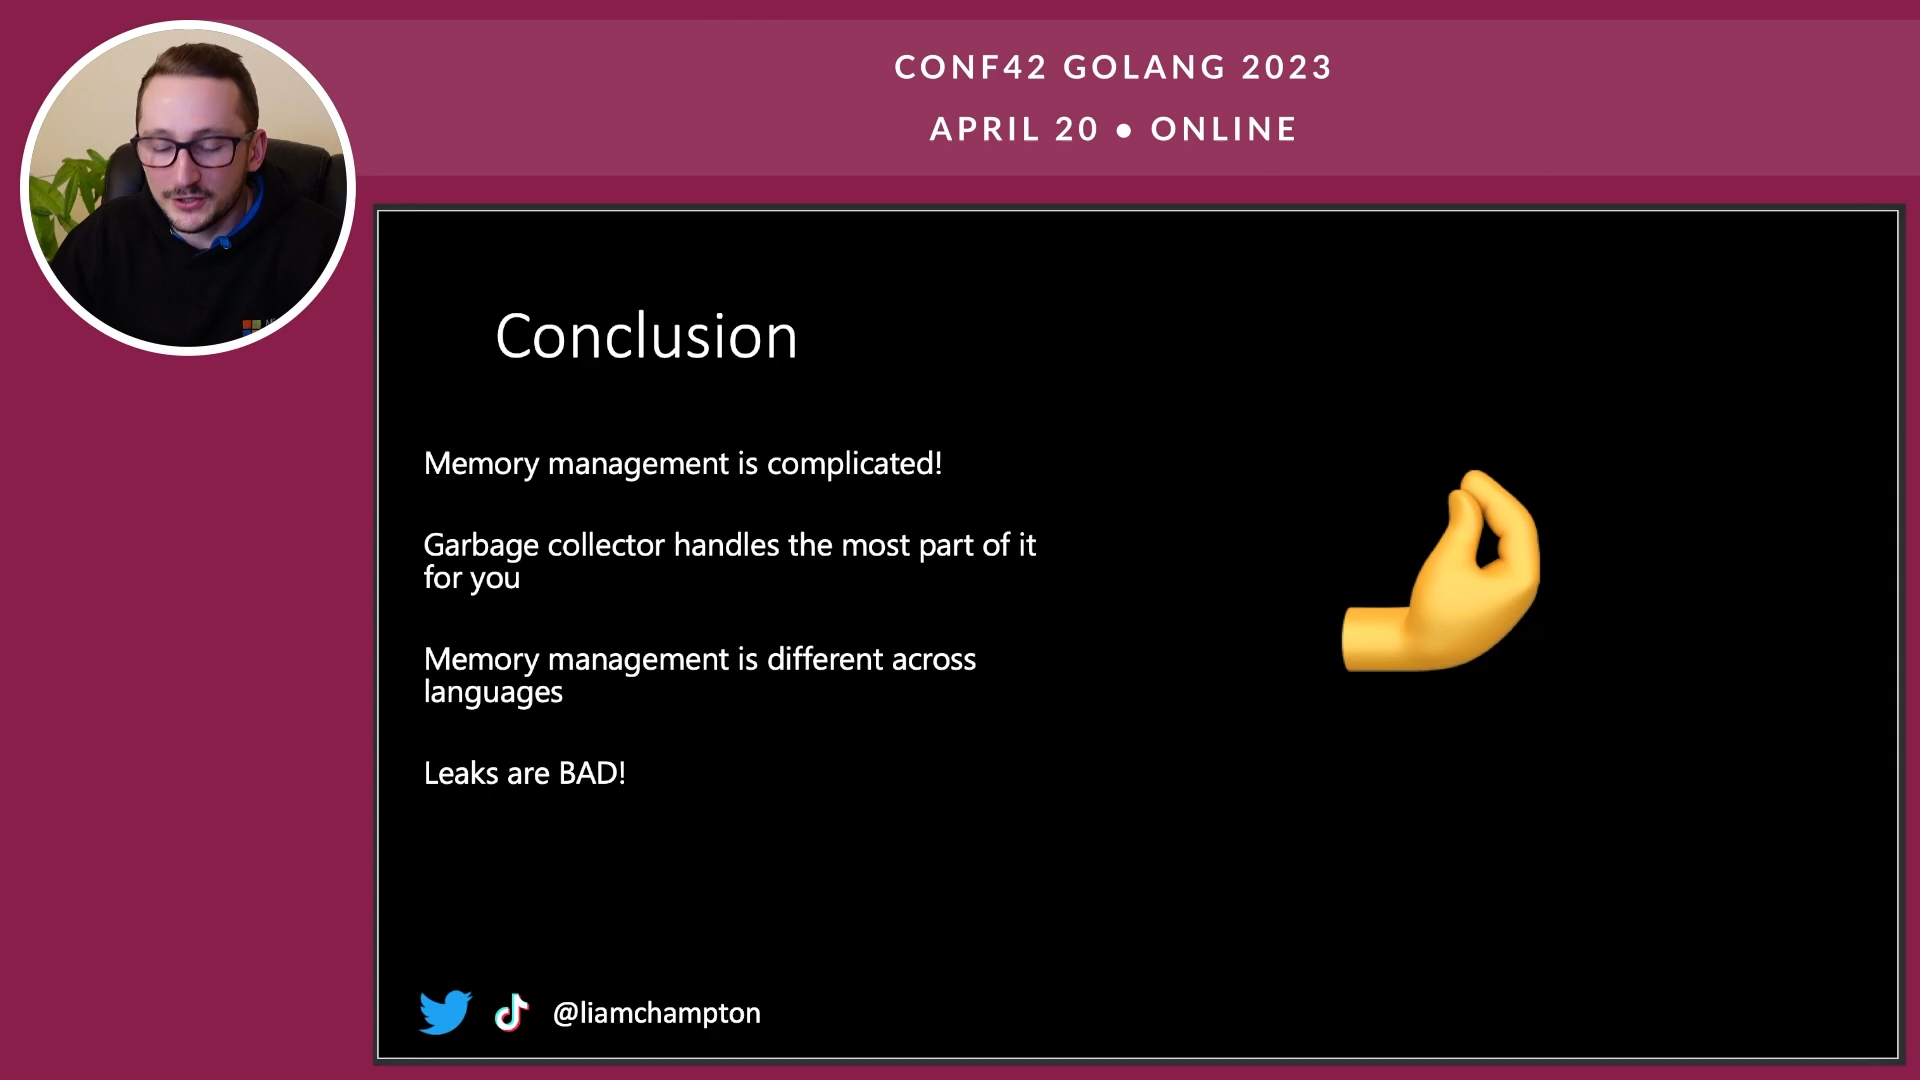 CONF42 GOLANG 2023
APRIL 20 • ONLINE
Conclusion
Memory management is complicated!
Garbage collector handles the most part of it
for you
Memory management is different across
languages
Leaks are BAD!
@liamchampton